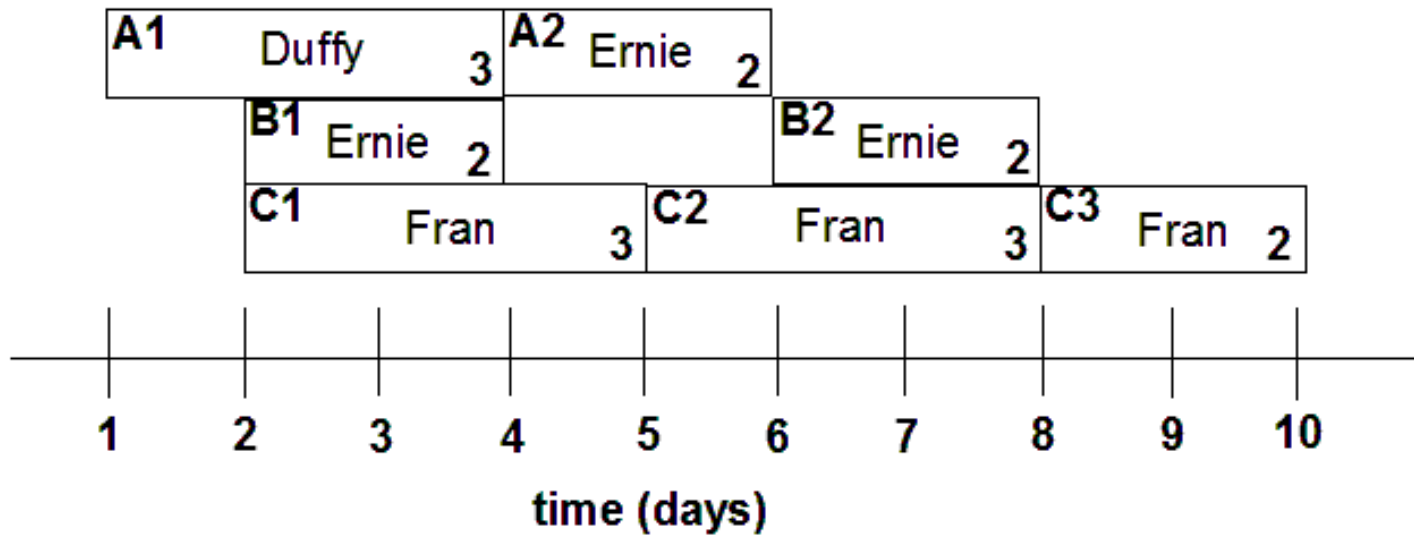 A1 Duffy 3 A2 Ernie 2
B1 Ernie 2 B2 Ernie 2
C1 Fran 3 C2 Fran 3 C3 Fran 2
1 2 3 4 5 6 7 8 9 10
time (days)